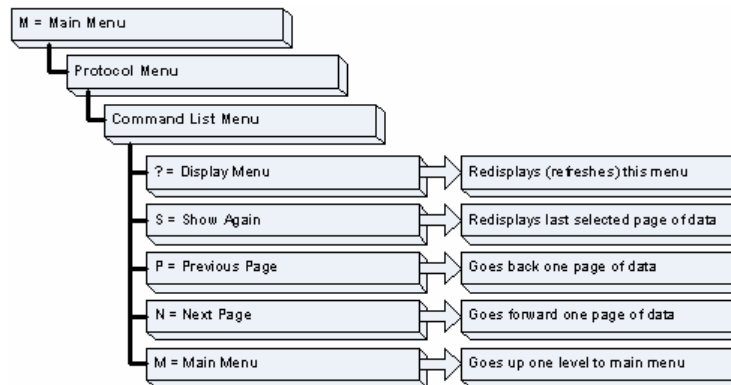 M = Main Menu
Protocol Menu
Command List Menu
? = Display Menu
Redisplays (refreshes) this menu
S = Show Again
Redisplays last selected page of data
P = Previous Page
Goes back one page of data
N = Next Page
Goes forward one page of data
M = Main Menu
Goes up one level to main menu